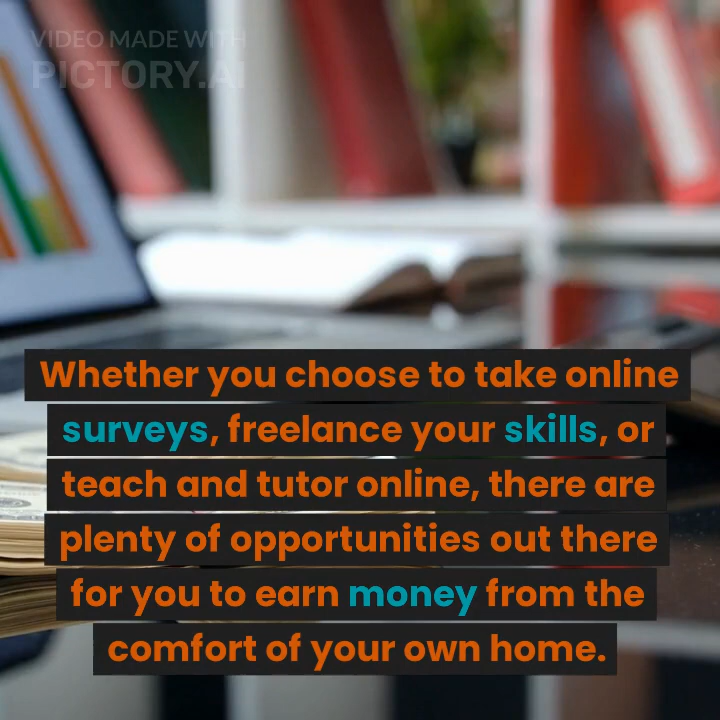 VIDEO MADE WITH
PICTORY.AI
Whether you choose to take online
surveys, freelance your skills, or
teach and tutor online, there are
plenty of opportunities out there
for you to earn money from the
comfort of your own home.